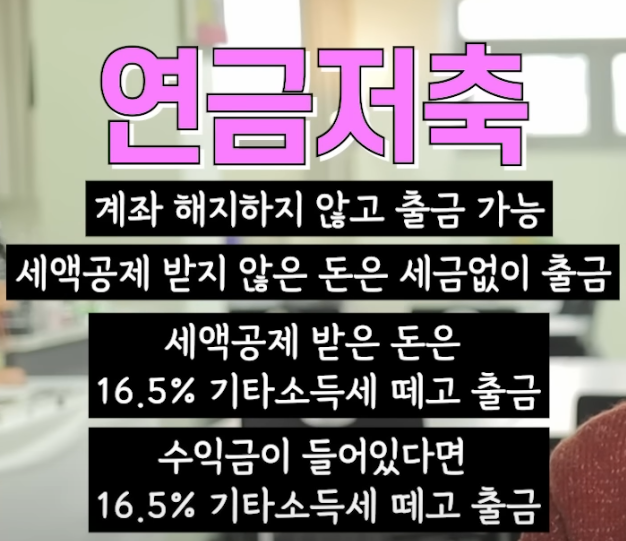 연금저축
계좌 해지하지 않고 출금 가능
세액공제 받지 않은 돈은 세금없이 출금
세액공제 받은 돈은
16.5% 기타소득세 떼고 출금
수익금이 들어있다면
16.5% 기타소득세 떼고 출금